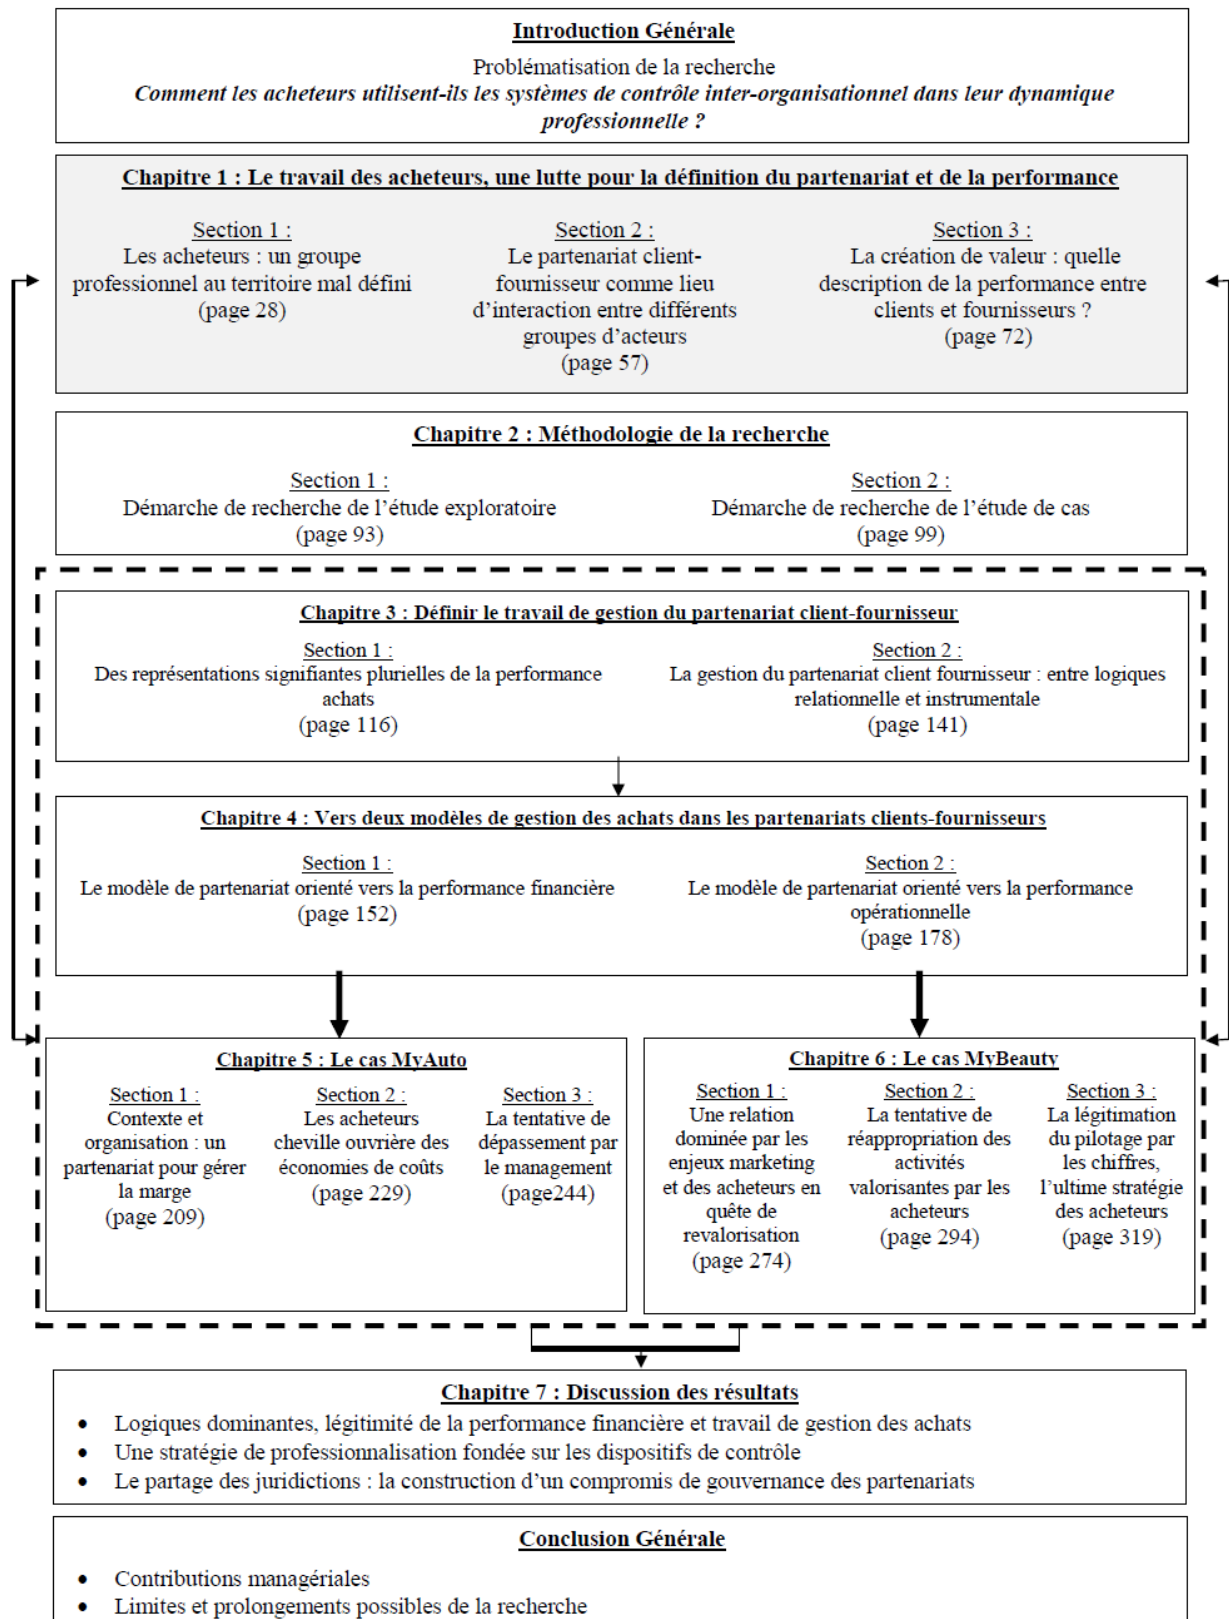 Introduction Générale
Problématisation de la recherche
Comment les acheteurs utilisent-ils les systèmes de contrôle inter-organisationnel dans leur dynamique
professionnelle ?
Chapitre 1 : Le travail des acheteurs, une lutte pour la définition du partenariat et de la performance
Section 1 :
Les acheteurs : un groupe
professionnel au territoire mal défini
(page 28)
Section 2 :
Le partenariat client-
fournisseur comme lieu
d’interaction entre différents
groupes d’acteurs
(page 57)
Section 3 :
La création de valeur : quelle
description de la performance entre
clients et fournisseurs ?
(page 72)
Chapitre 2 : Méthodologie de la recherche
Section 1 :
Démarche de recherche de l’étude exploratoire
(page 93)
Section 2 :
Démarche de recherche de l’étude de cas
(page 99)
Chapitre 3 : Définir le travail de gestion du partenariat client-fournisseur
Section 1 :
Des représentations signifiantes plurielles de la performance
achats
(page 116)
Section 2 :
La gestion du partenariat client fournisseur : entre logiques
relationnelle et instrumentale
(page 141)
Chapitre 4 : Vers deux modèles de gestion des achats dans les partenariats clients-fournisseurs
Section 1 :
Le modèle de partenariat orienté vers la performance financière
(page 152)
Section 2 :
Le modèle de partenariat orienté vers la performance
opérationnelle
(page 178)
Chapitre 5 : Le cas MyAuto
Section 1 :
Contexte et
organisation : un
partenariat pour gérer
la marge
(page 209)
Section 2 :
Les acheteurs
cheville ouvrière des
économies de coûts
(page 229)
Section 3 :
La tentative de
dépassement par
le management
(page244)
Chapitre 6 : Le cas MyBeauty
Section 1 :
Une relation
dominée par les
enjeux marketing
et des acheteurs en
quête de
revalorisation
(page 274)
Section 2 :
La tentative de
réappropriation des
activités
valorisantes par les
acheteurs
(page 294)
Section 3 :
La légitimation
du pilotage par
les chiffres,
l’ultime stratégie
des acheteurs
(page 319)
Chapitre 7 : Discussion des résultats
• Logiques dominantes, légitimité de la performance financière et travail de gestion des achats
• Une stratégie de professionnalisation fondée sur les dispositifs de contrôle
• Le partage des juridictions : la construction d’un compromis de gouvernance des partenariats
Conclusion Générale
• Contributions managériales
• Limites et prolongements possibles de la recherche